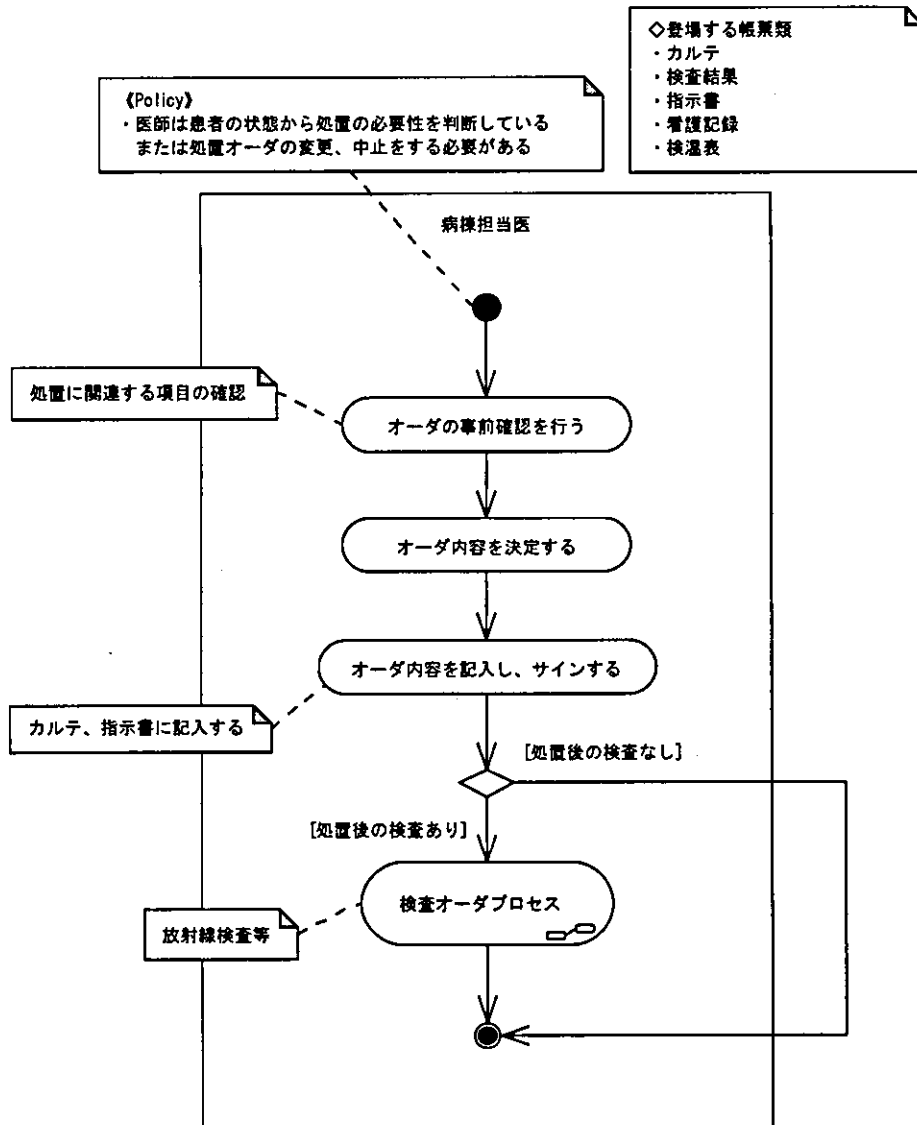 ◇登場する帳票類
・カルテ
・検査結果
・指示書
・看護記録
・検温表
《Policy》
・医師は患者の状態から処置の必要性を判断している
または処置オーダの変更、中止をする必要がある
病棟担当医
処置に関連する項目の確認
オーダの事前確認を行う
オーダ内容を決定する
オーダ内容を記入し、サインする
カルテ、指示書に記入する
[処置後の検査なし]
[処置後の検査あり]
検査オーダプロセス
放射線検査等